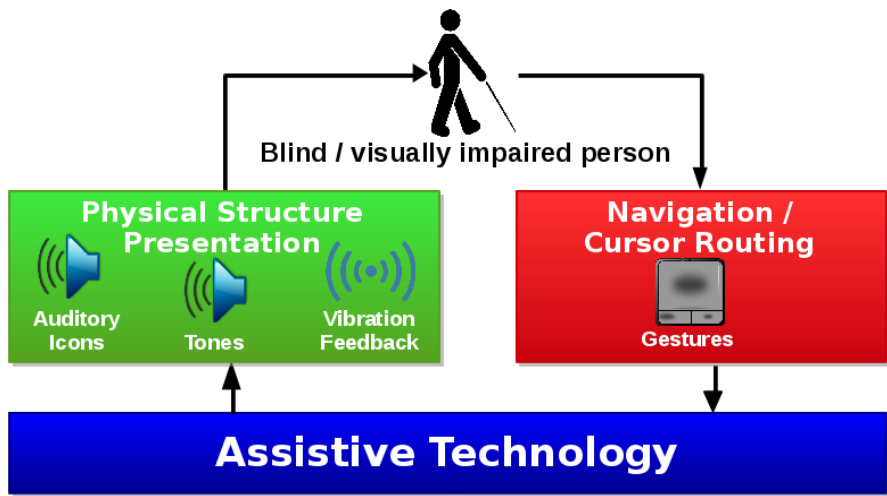 Blind / visually impaired person
Physical Structure
Presentation
Auditory
Icons
Tones
Vibration
Feedback
Navigation /
Cursor Routing
Gestures
Assistive Technology